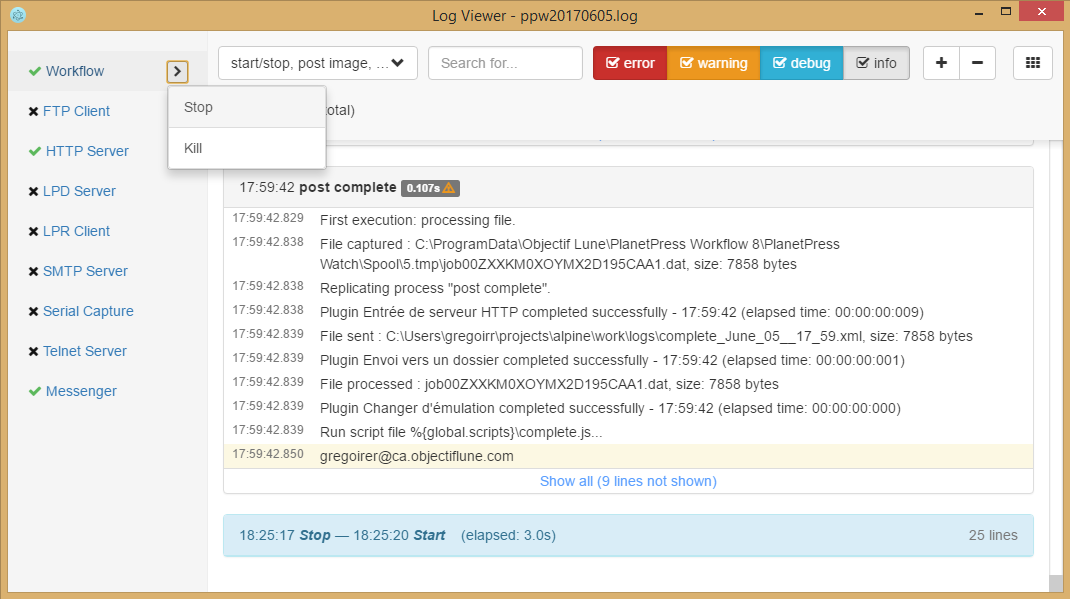 Log Viewer - ppw20170605.log
Workflow
FTP Client
HTTP Server
LPD Server
LPR Client
SMTP Server
Serial Capture
Telnet Server
Messenger
Stop
Kill
start/stop, post image, ...
Search for...
error
warning
debug
info
otal)
17:59:42 post complete 0.107s
17:59:42.829 First execution: processing file.
17:59:42.838 File captured : C:\ProgramData\Objectif Lune\PlanetPress Workflow 8\PlanetPress
Watch\Spool\5.tmp\job00ZXXKM0XOYMX2D195CAA1.dat, size: 7858 bytes
17:59:42.838 Replicating process "post complete".
17:59:42.838 Plugin Entrée de serveur HTTP completed successfully - 17:59:42 (elapsed time: 00:00:00:009)
17:59:42.839 File sent : C:\Users\gregoirr\projects\alpine\work\logs\complete_June_05__17_59.xml, size: 7858 bytes
17:59:42.839 Plugin Envoi vers un dossier completed successfully - 17:59:42 (elapsed time: 00:00:00:001)
17:59:42.839 File processed : job00ZXXKM0XOYMX2D195CAA1.dat, size: 7858 bytes
17:59:42.839 Plugin Changer d'émulation completed successfully - 17:59:42 (elapsed time: 00:00:00:000)
17:59:42.839 Run script file %{global.scripts}\complete.js...
17:59:42.850 gregoirer@ca.objectiflune.com
Show all (9 lines not shown)
18:25:17 Stop — 18:25:20 Start (elapsed: 3.0s) 25 lines